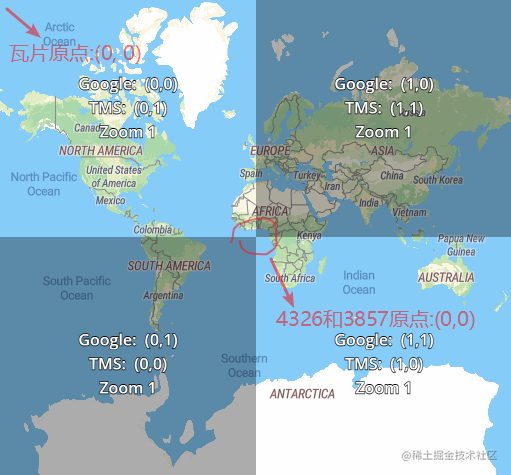 Arctic
Ocean
瓦片原点:(0, 0)
Google: (0,0)
TMS: (0,1)
Zoom 1
Google: (1,0)
TMS: (1,1)
Zoom 1
Canada
NORTH AMERICA
United States
of America
Mexico
North Pacific
Ocean
EUROPE
ASIA
Spain
Turkey
Iran
China
South Korea
India
Vietnam
AFRICA
Kenya
Colombia
Papua New
Guinea
SOUTH AMERICA
South Pacific
Ocean
Argentina
South Africa
Indian
Ocean
AUSTRALIA
4326和3857原点:(0,0)
Google: (0,1)
TMS: (0,0)
Zoom 1
Google: (1,1)
TMS: (1,0)
Zoom 1
Southern
Ocean
ANTARCTICA
@稀土掘金技术社区